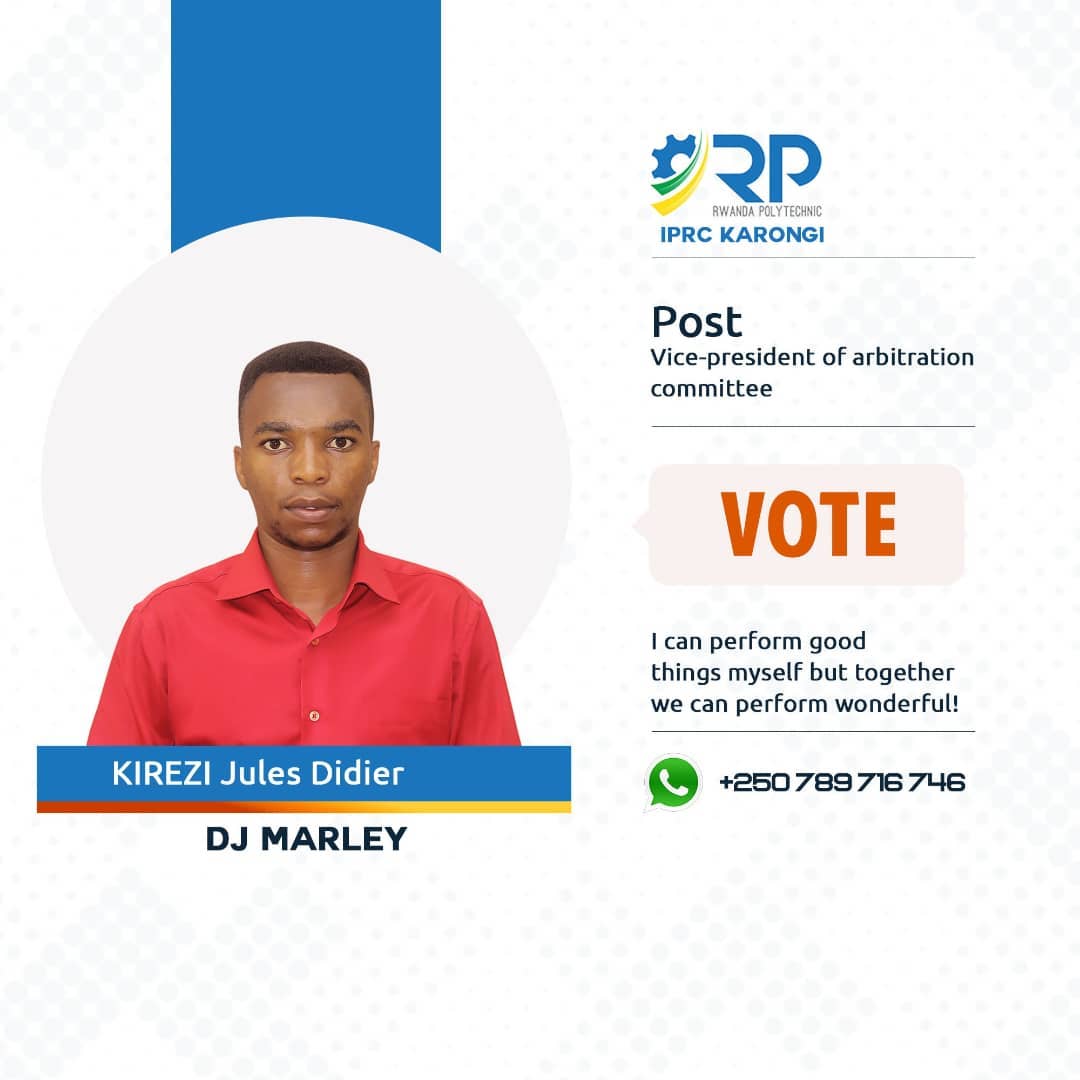 RP
RWANDA POLYTECHNIC
IPRC KARONGI
Post
Vice-president of arbitration
committee
VOTE
I can perform good
things myself but together
we can perform wonderful!
+250 789 716 746
KIREZI Jules Didier
DJ MARLEY